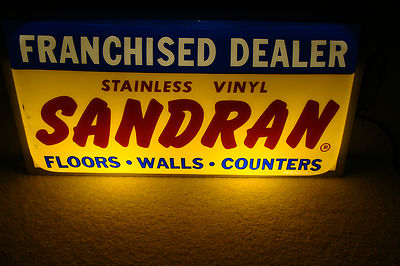 FRANCHISED DEALER
STAINLESS VINYL
SANDRAN®
FLOORS • WALLS • COUNTERS